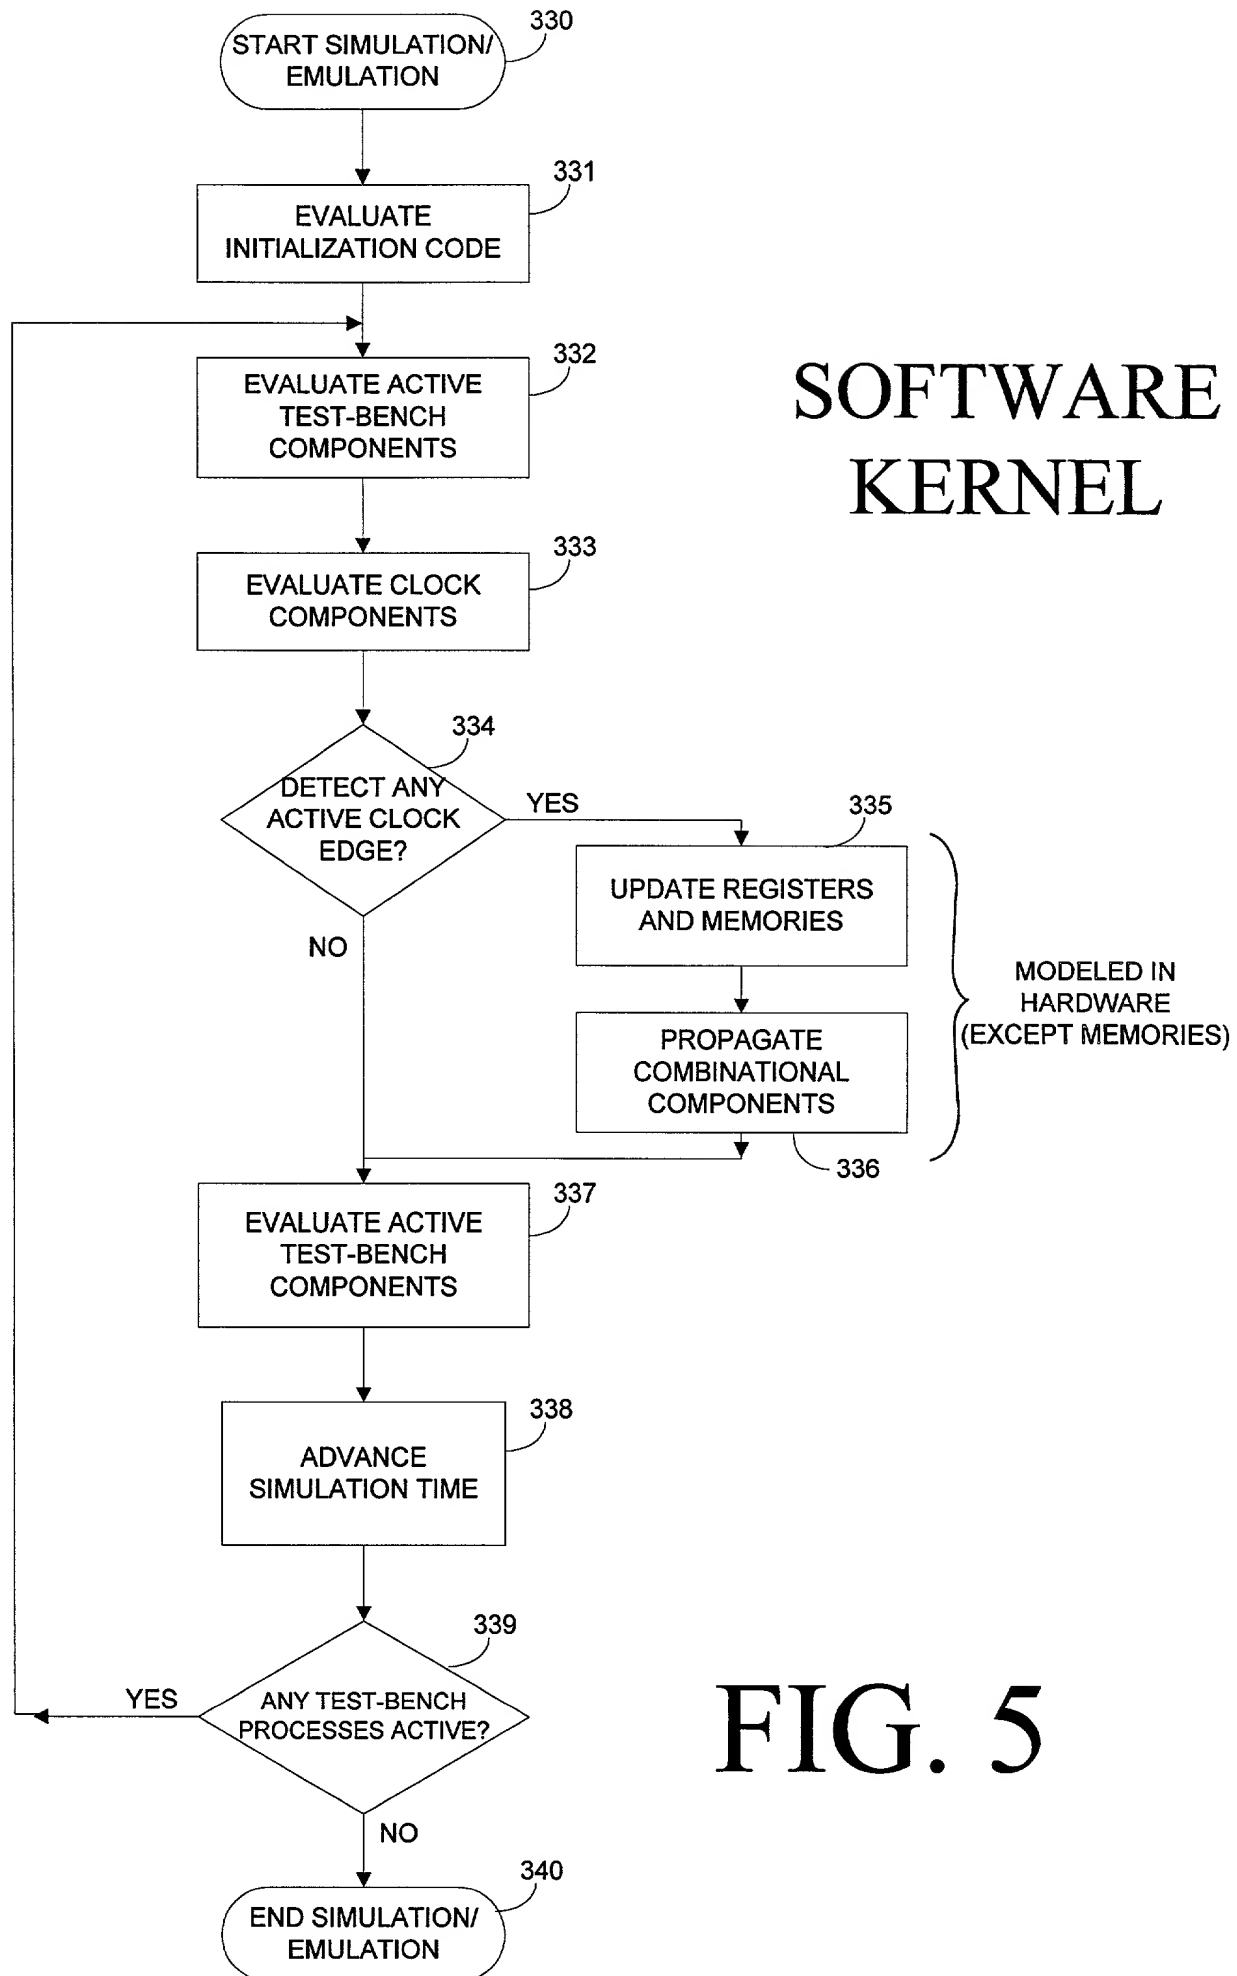 330
START SIMULATION/
EMULATION
331
EVALUATE
INITIALIZATION CODE
332
EVALUATE ACTIVE
TEST-BENCH
COMPONENTS
SOFTWARE
KERNEL
333
EVALUATE CLOCK
COMPONENTS
334
DETECT ANY
ACTIVE CLOCK
EDGE?
YES
NO
335
UPDATE REGISTERS
AND MEMORIES
PROPAGATE
COMBINATIONAL
COMPONENTS
336
MODELED IN
HARDWARE
(EXCEPT MEMORIES)
337
EVALUATE ACTIVE
TEST-BENCH
COMPONENTS
338
ADVANCE
SIMULATION TIME
339
ANY TEST-BENCH
PROCESSES ACTIVE?
YES
NO
FIG. 5
340
END SIMULATION/
EMULATION